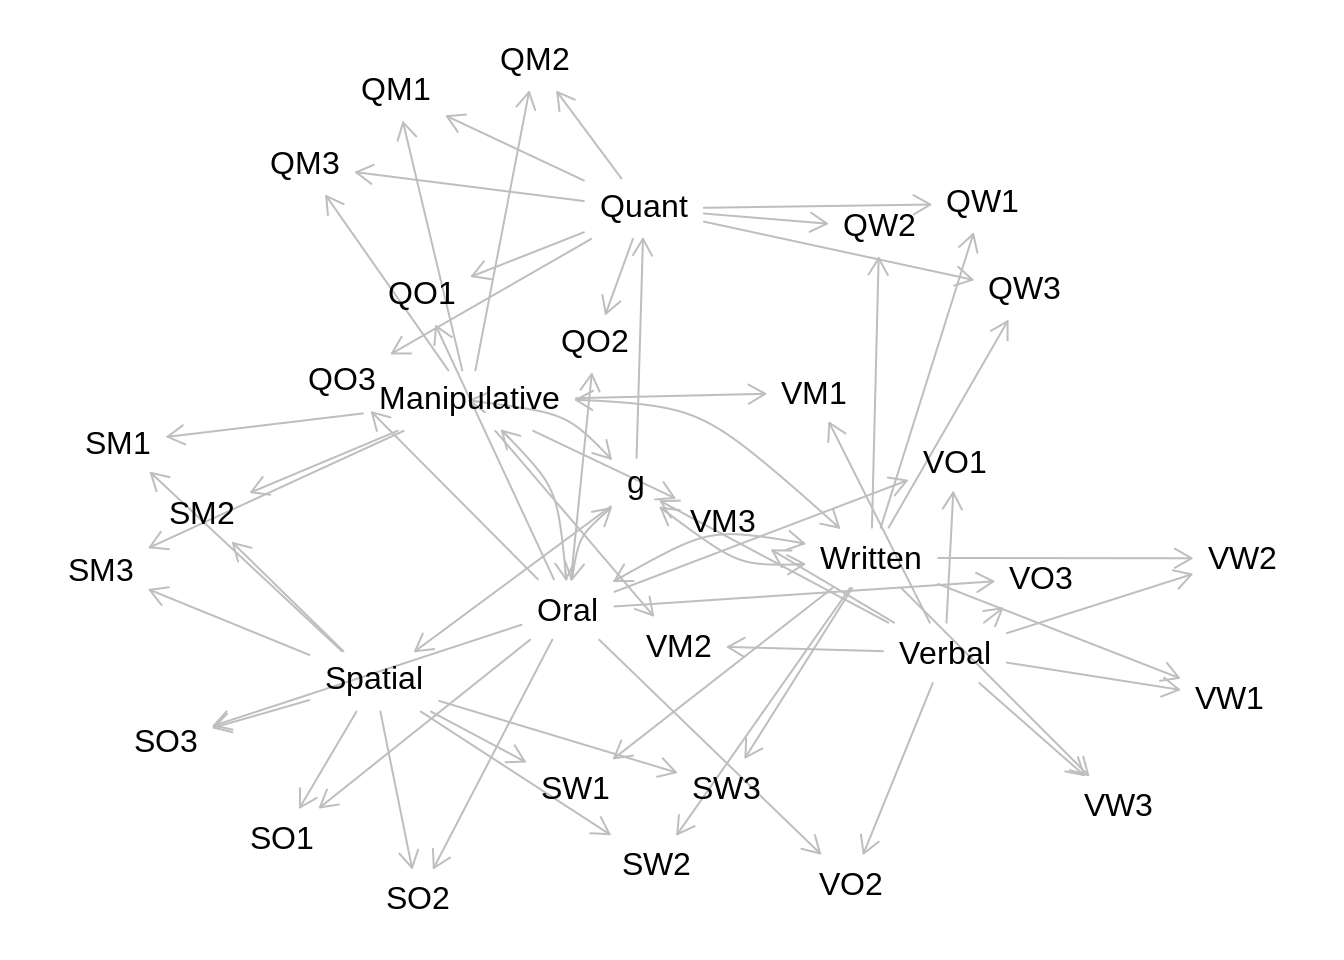 QM2
QM1
QM3
Quant
QW1
QW2
QW3
QO1
QO2
QO3
Manipulative
VM1
SM1
VO1
g
SM2
VM3
Written
VW2
SM3
VO3
Oral
VM2
Verbal
Spatial
VW1
SO3
SW1
SW3
VW3
SO1
SW2
VO2
SO2